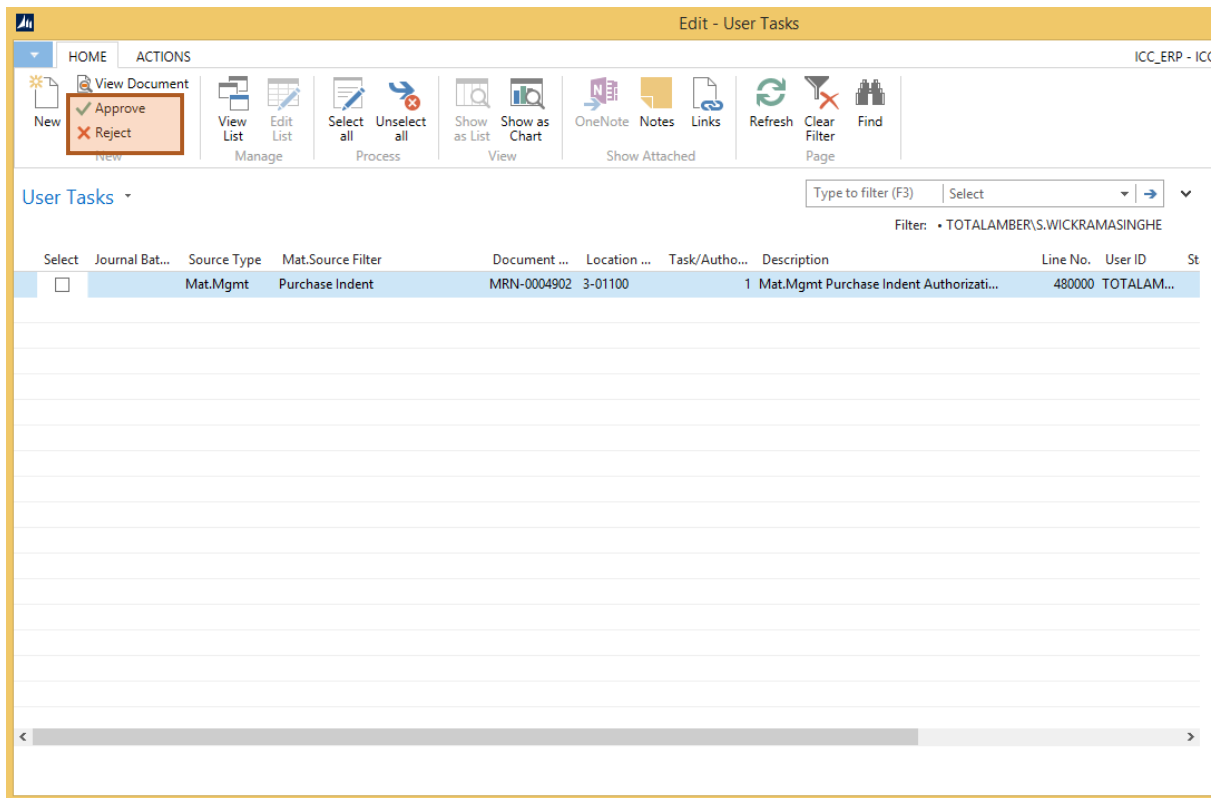 Edit - User Tasks
HOME ACTIONS ICC_ERP - ICC
New View Document
Approve
Reject
View List
Edit List
Select all
Unselect all
Show as List
Show as Chart
OneNote
Notes
Links
Refresh
Clear Filter
Find
New Manage Process View Show Attached Page
User Tasks Type to filter (F3) Select
Filter: • TOTALAMBER\S.WICKRAMASINGHE
Select Journal Bat... Source Type Mat.Source Filter Document ... Location ... Task/Autho... Description Line No. User ID St
Mat.Mgmt Purchase Indent MRN-0004902 3-01100 1 Mat.Mgmt Purchase Indent Authorizati... 480000 TOTALAM...